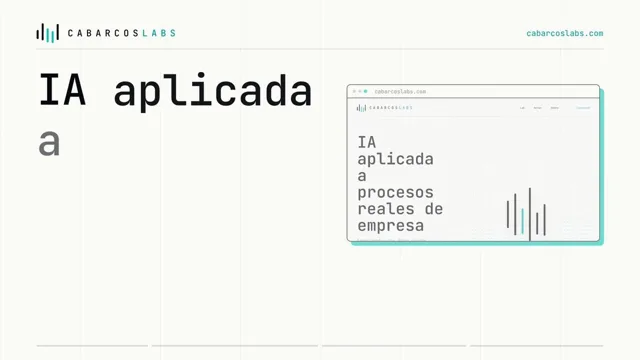 CABARCOSLABS
cabarcoslabs.com
IA aplicada
a
cabarcoslabs.com
CABARCOSLABS
IA
aplicada
a
procesos
reales de
empresa